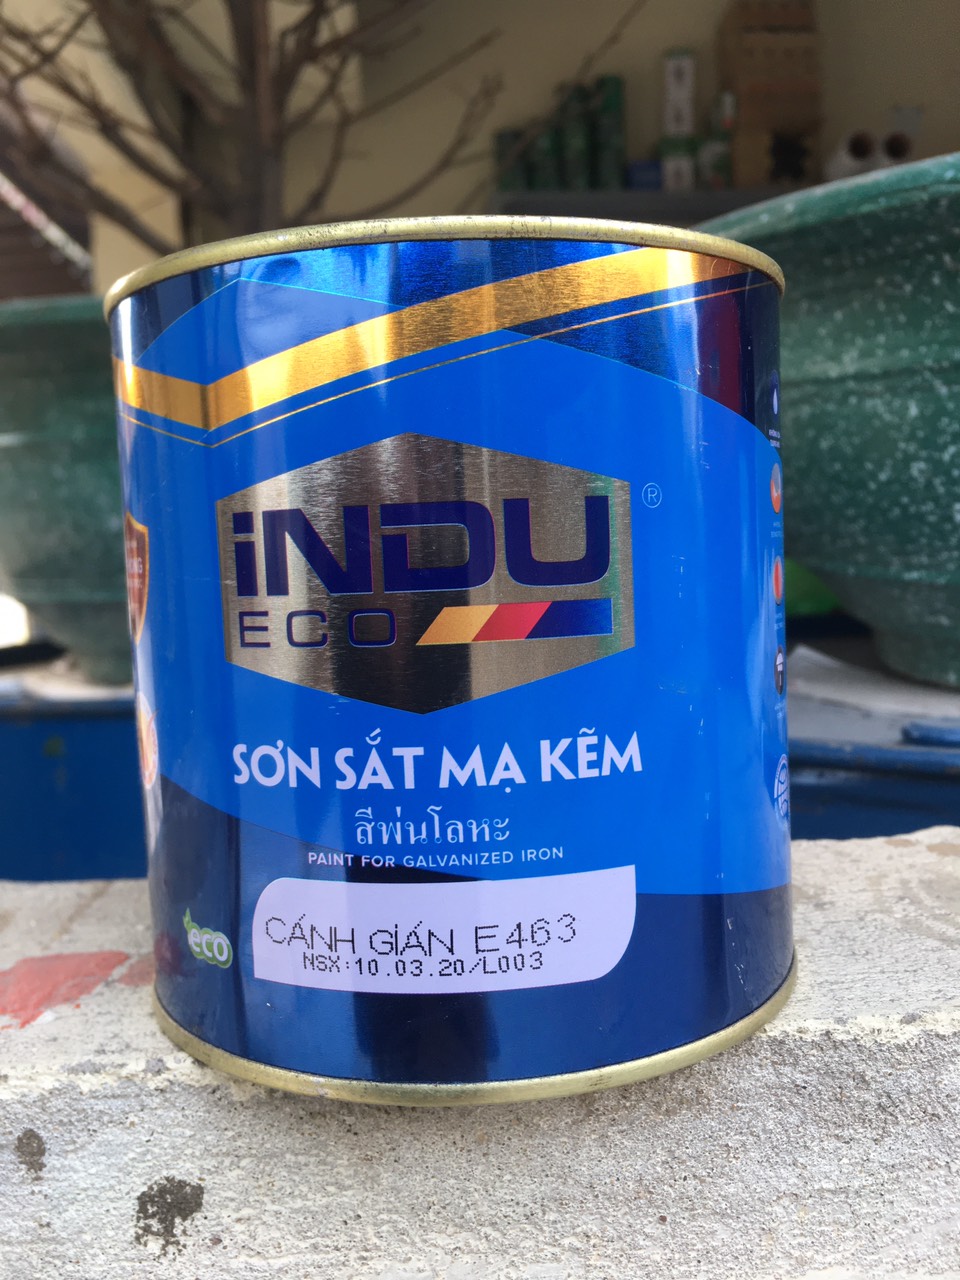 iNDU
®
ECO
SƠN SẮT MẠ KẼM
สีพ่นโลหะ
PAINT FOR GALVANIZED IRON
eco
CÁNH GIÁN E463
NSX:10.03.20/L003